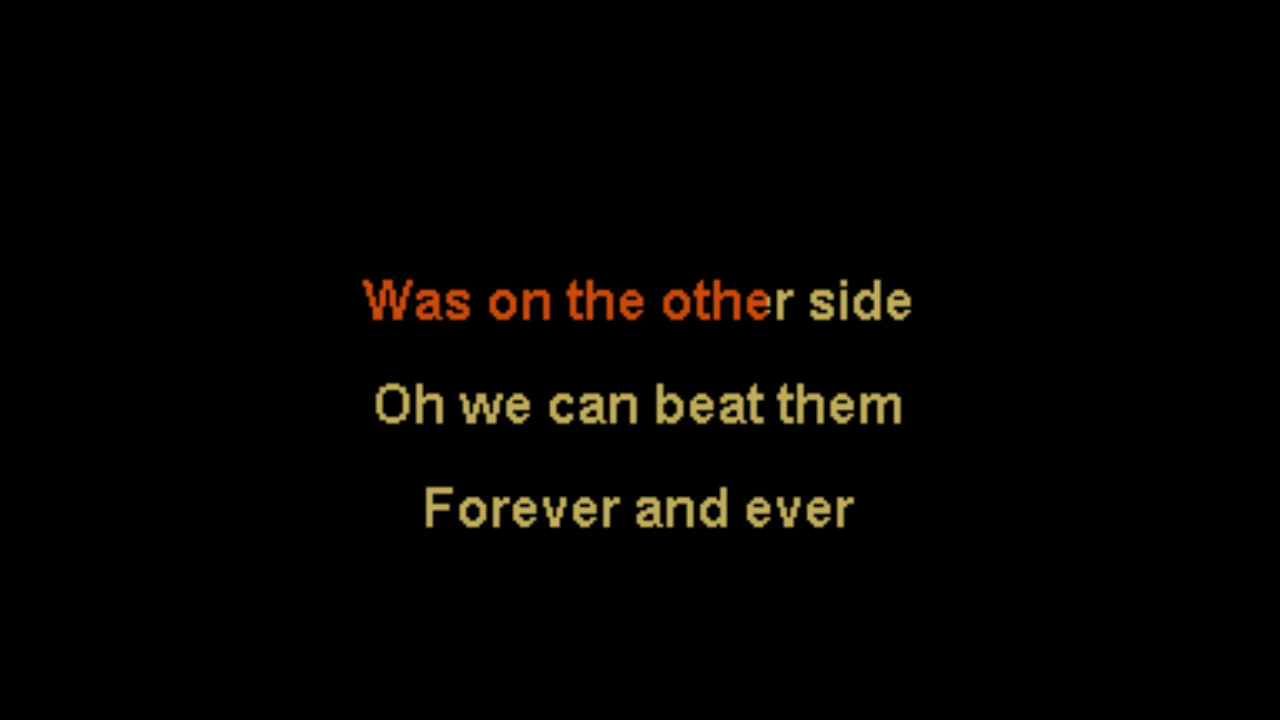 Was on the other side
Oh we can beat them
Forever and ever